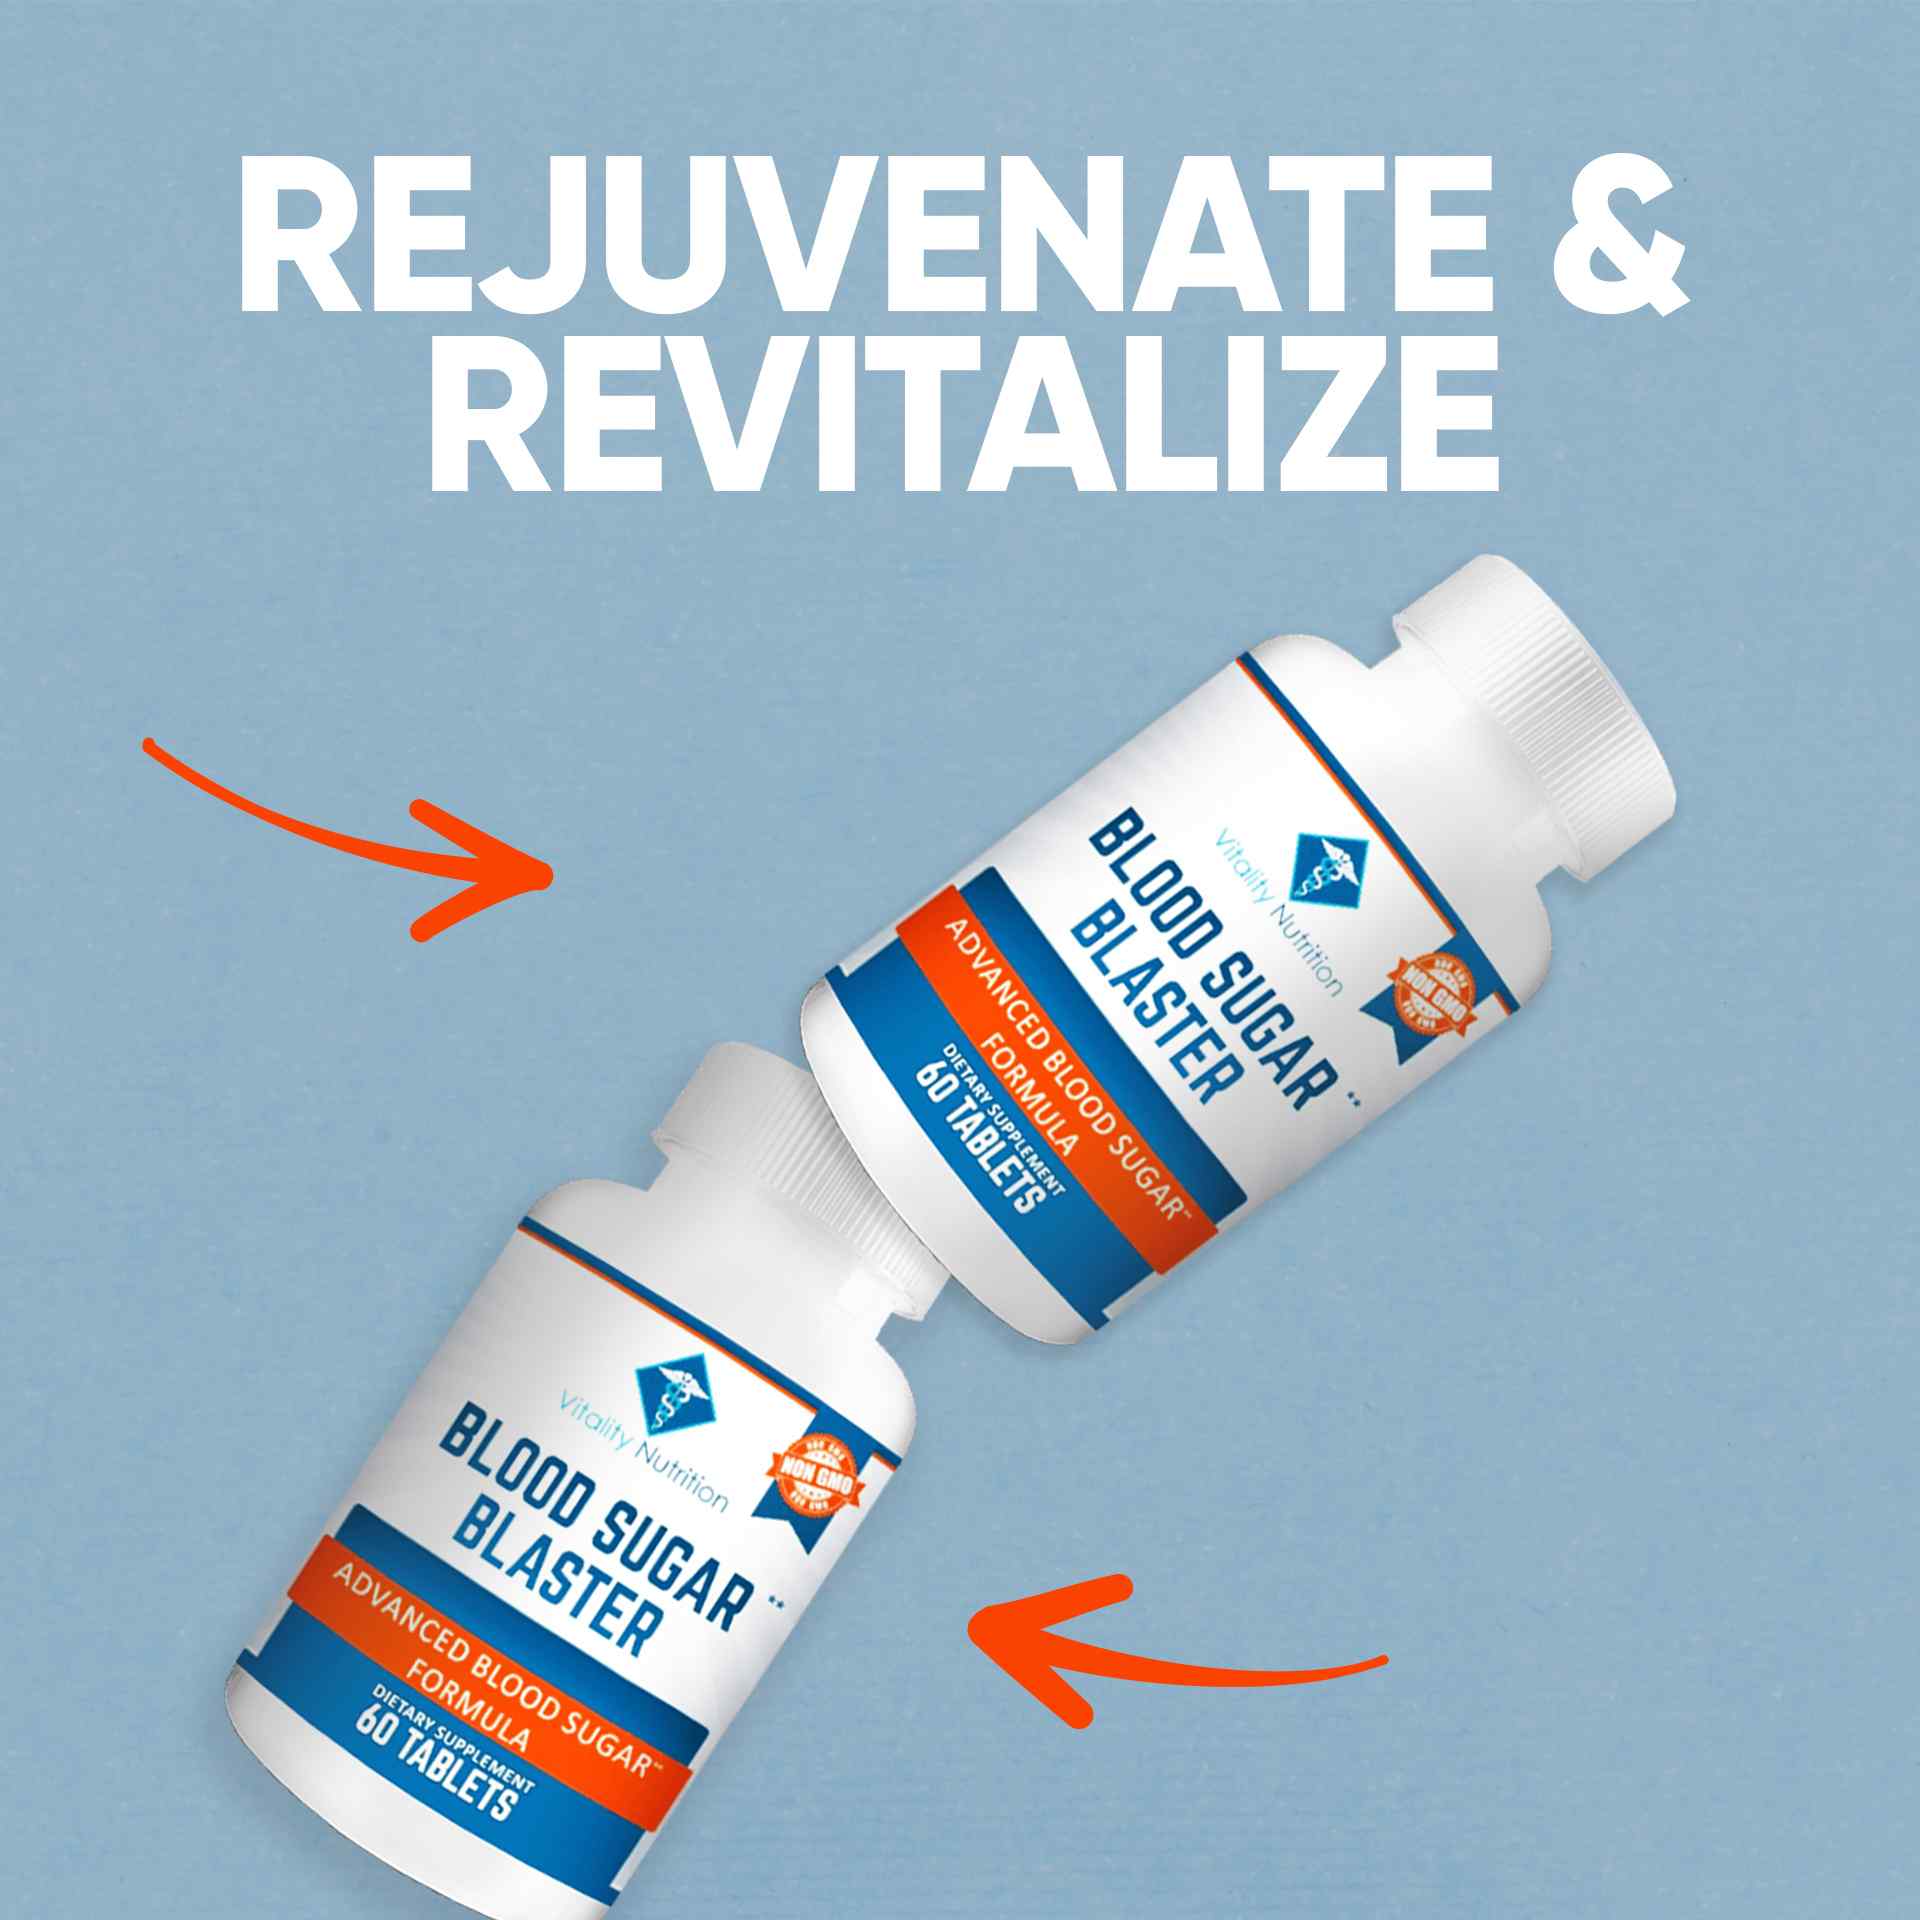 REJUVENATE &
REVITALIZE
Vitality Nutrition
BLOOD SUGAR
BLASTER **
NON GMO
ADVANCED BLOOD SUGAR**
FORMULA
DIETARY SUPPLEMENT
60 TABLETS
Vitality Nutrition
BLOOD SUGAR
BLASTER **
NON GMO
ADVANCED BLOOD SUGAR**
FORMULA
DIETARY SUPPLEMENT
60 TABLETS